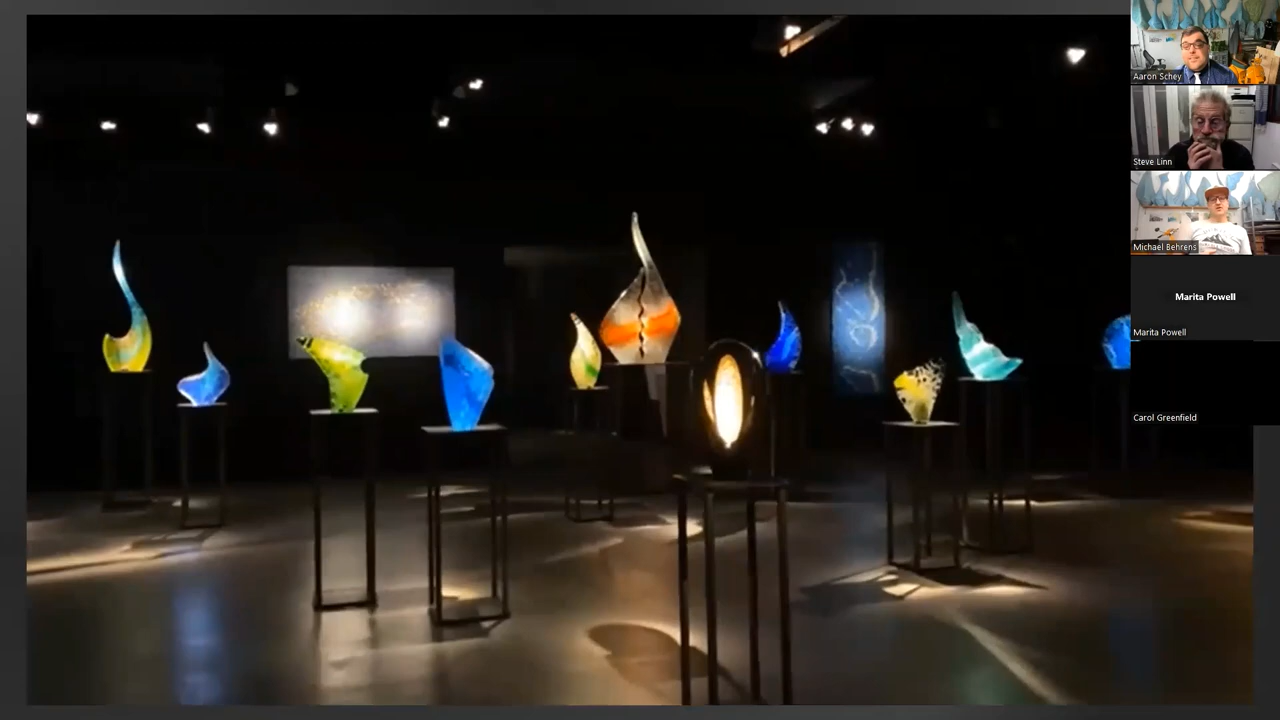 Aaron Schey
Steve Linn
Michael Behrens
Marita Powell
Marita Powell
Carol Greenfield